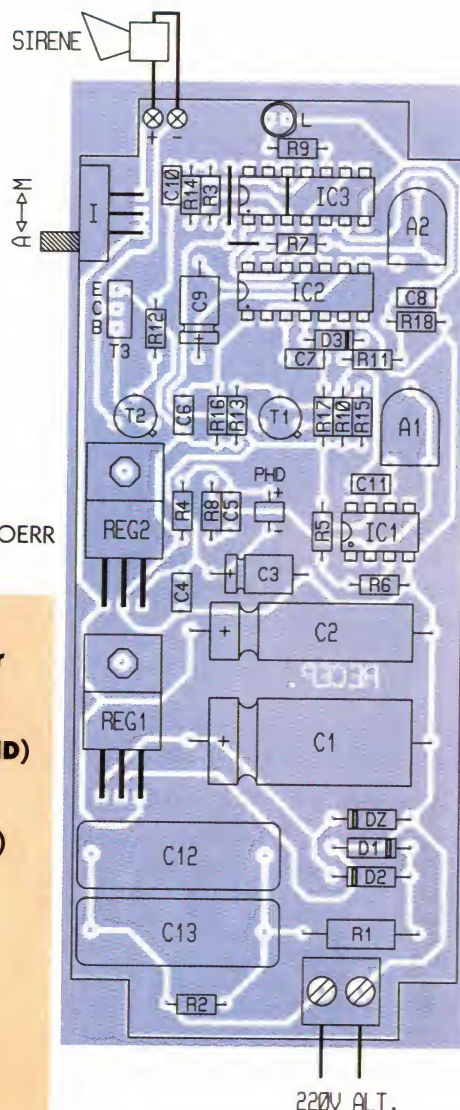 SIRENE
+ -
L
R9
A ↔ M
I
C10
R14
R3
IC3
A2
R7
C9
+
IC2
C8
R18
E
C
B
T3
R12
D3
C7
R11
T2
C6
R16
R13
T1
R17
R10
R15
A1
PHD
+
-
C11
OERR
REG2
R4
R8
C5
R5
IC1
C3
+
R6
C4
C2
+
RECEP.
REG1
C1
+
r
ID)
)
DZ
D1
D2
C12
C13
R1
R2
220V ALT.